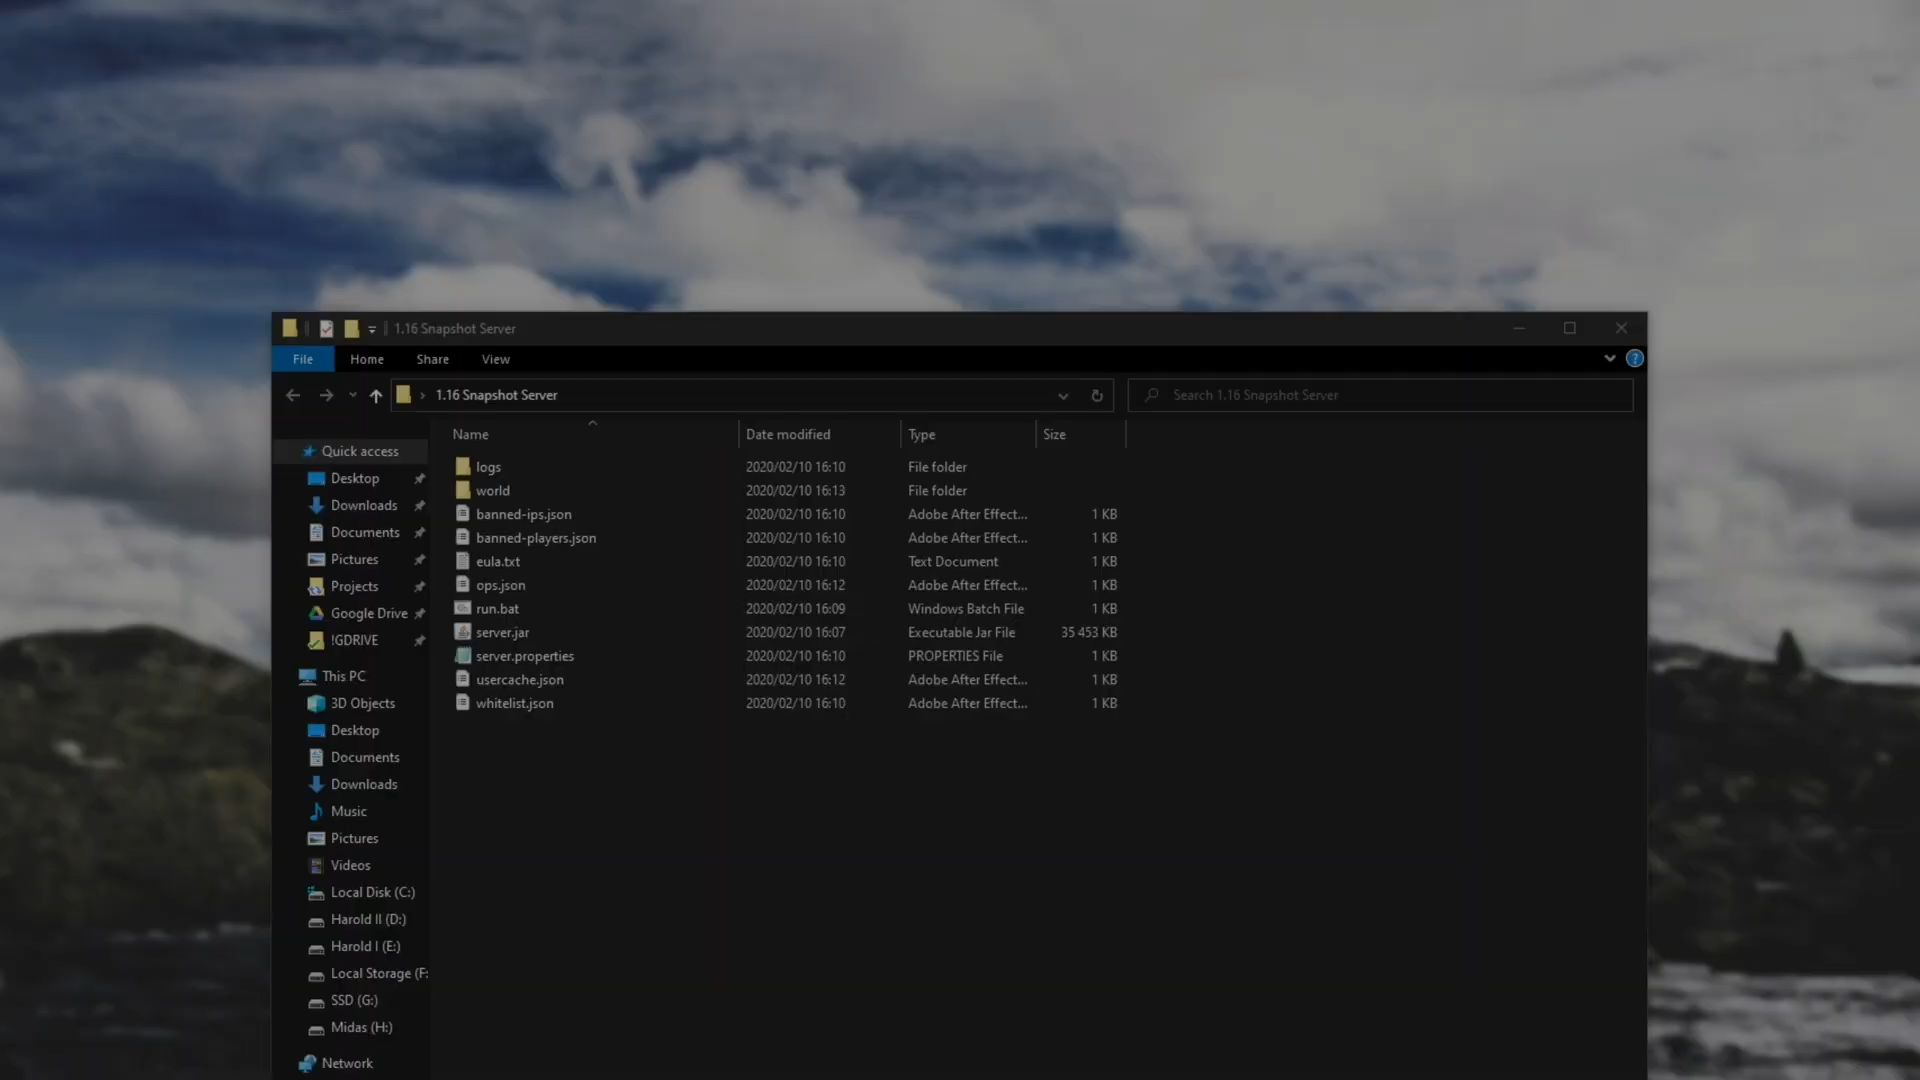 1.16 Snapshot Server
File Home Share View
1.16 Snapshot Server Search 1.16 Snapshot Server
Name Date modified Type Size
Quick access
Desktop
Downloads
Documents
Pictures
Projects
Google Drive
!GDRIVE
This PC
3D Objects
Desktop
Documents
Downloads
Music
Pictures
Videos
Local Disk (C:)
Harold II (D:)
Harold I (E:)
Local Storage (F:
SSD (G:)
Midas (H:)
Network
logs 2020/02/10 16:10 File folder
world 2020/02/10 16:13 File folder
banned-ips.json 2020/02/10 16:10 Adobe After Effect... 1 KB
banned-players.json 2020/02/10 16:10 Adobe After Effect... 1 KB
eula.txt 2020/02/10 16:10 Text Document 1 KB
ops.json 2020/02/10 16:12 Adobe After Effect... 1 KB
run.bat 2020/02/10 16:09 Windows Batch File 1 KB
server.jar 2020/02/10 16:07 Executable Jar File 35 453 KB
server.properties 2020/02/10 16:10 PROPERTIES File 1 KB
usercache.json 2020/02/10 16:12 Adobe After Effect... 1 KB
whitelist.json 2020/02/10 16:10 Adobe After Effect... 1 KB